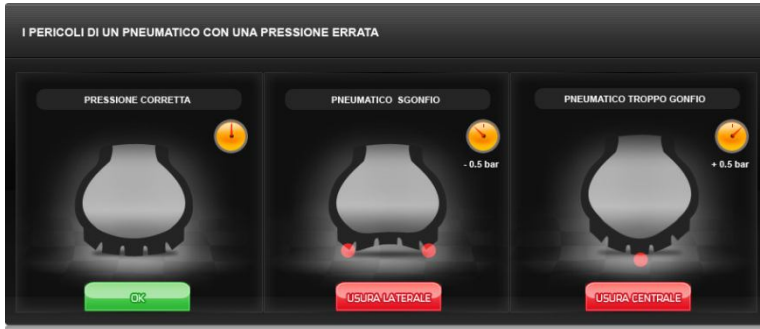 I PERICOLI DI UN PNEUMATICO CON UNA PRESSIONE ERRATA
PRESSIONE CORRETTA
PNEUMATICO SGONFIO
PNEUMATICO TROPPO GONFIO
- 0.5 bar
+ 0.5 bar
OK
USURA LATERALE
USURA CENTRALE